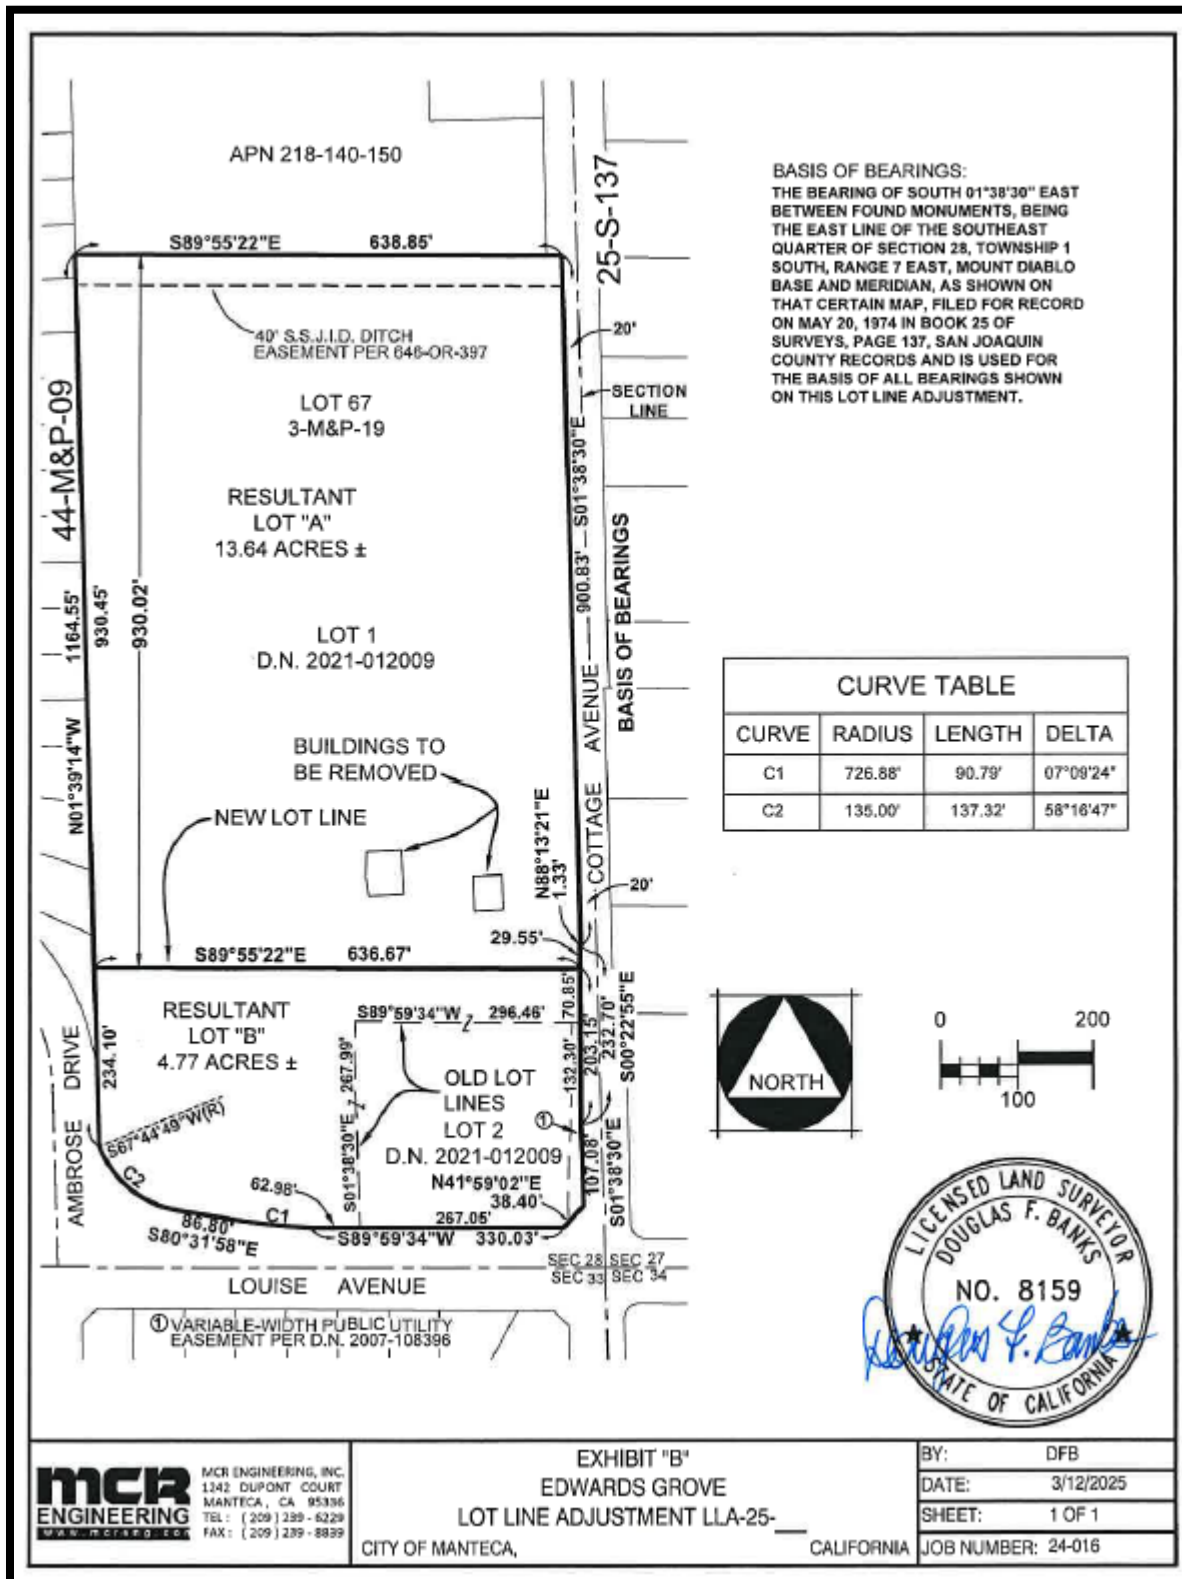 APN 218-140-150
S89°55'22"E 638.85'
25-S-137
40' S.S.J.I.D. DITCH
EASEMENT PER 646-OR-397
20'
SECTION
LINE
44-M&P-09
LOT 67
3-M&P-19
RESULTANT
LOT "A"
13.64 ACRES ±
S01°38'30"E
900.83'
BASIS OF BEARINGS
1164.55'
930.45'
930.02'
N01°39'14"W
LOT 1
D.N. 2021-012009
COTTAGE AVENUE
BUILDINGS TO
BE REMOVED
NEW LOT LINE
N88°13'21"E
1.33'
20'
29.55'
S89°55'22"E 636.67'
RESULTANT
LOT "B"
4.77 ACRES ±
S89°59'34"W 296.46'
70.85'
203.15'
232.70'
S00°22'55"E
132.30'
234.10'
AMBROSE DRIVE
S67°44'49"W(R)
S01°38'30"E 267.99'
OLD LOT
LINES
LOT 2
D.N. 2021-012009
①
107.08'
S01°38'30"E
N41°59'02"E
38.40'
C2
62.98'
C1
267.05'
86.80'
S80°31'58"E
S89°59'34"W 330.03'
SEC 28 SEC 27
SEC 33 SEC 34
LOUISE AVENUE
① VARIABLE-WIDTH PUBLIC UTILITY
EASEMENT PER D.N. 2007-108396
BASIS OF BEARINGS:
THE BEARING OF SOUTH 01°38'30" EAST
BETWEEN FOUND MONUMENTS, BEING
THE EAST LINE OF THE SOUTHEAST
QUARTER OF SECTION 28, TOWNSHIP 1
SOUTH, RANGE 7 EAST, MOUNT DIABLO
BASE AND MERIDIAN, AS SHOWN ON
THAT CERTAIN MAP, FILED FOR RECORD
ON MAY 20, 1974 IN BOOK 25 OF
SURVEYS, PAGE 137, SAN JOAQUIN
COUNTY RECORDS AND IS USED FOR
THE BASIS OF ALL BEARINGS SHOWN
ON THIS LOT LINE ADJUSTMENT.
CURVE TABLE
CURVE RADIUS LENGTH DELTA
C1 726.88' 90.79' 07°09'24"
C2 135.00' 137.32' 58°16'47"
NORTH
0 200
100
LICENSED LAND SURVEYOR
DOUGLAS F. BANKS
NO. 8159
Douglas F. Banks
STATE OF CALIFORNIA
MCR
ENGINEERING
www.mcreng.com
MCR ENGINEERING, INC.
1242 DUPONT COURT
MANTECA, CA 95336
TEL: (209) 239-6229
FAX: (209) 239-8839
EXHIBIT "B"
EDWARDS GROVE
LOT LINE ADJUSTMENT LLA-25-___
CITY OF MANTECA, CALIFORNIA
BY: DFB
DATE: 3/12/2025
SHEET: 1 OF 1
JOB NUMBER: 24-016